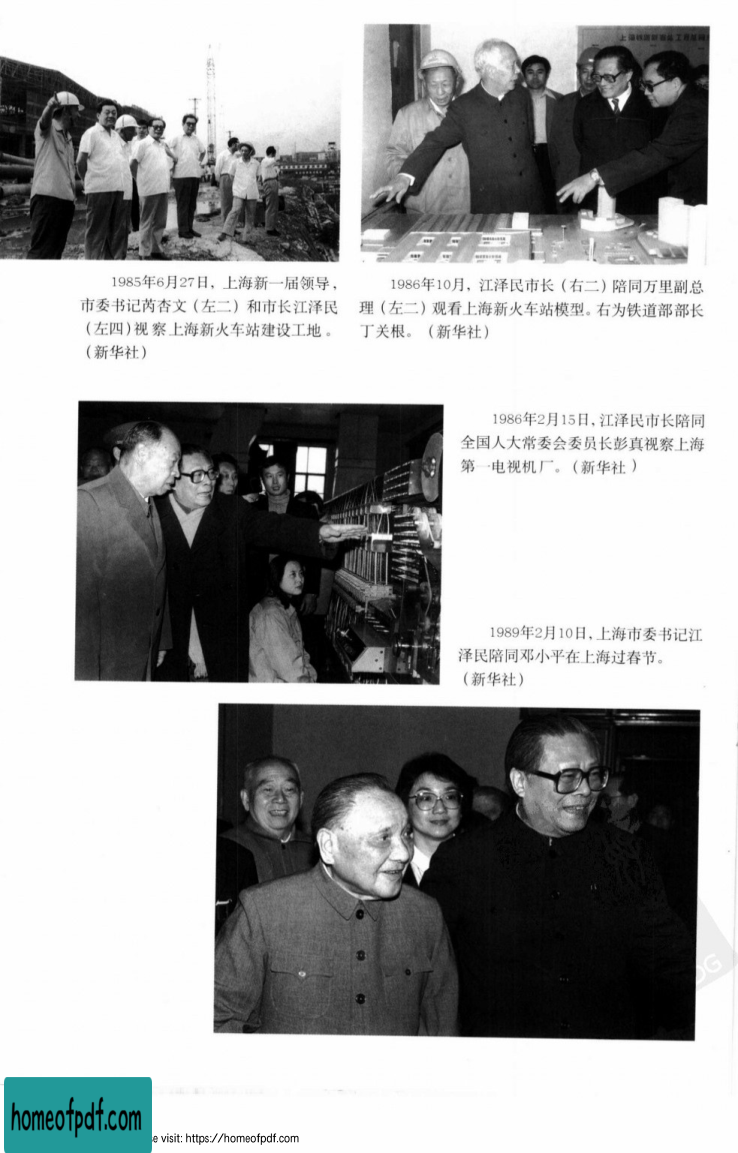 1985年6月27日，上海新一届领导，
市委书记芮杏文（左二）和市长江泽民
（左四）视察上海新火车站建设工地。
（新华社）
1986年10月，江泽民市长（右二）陪同万里副总
理（左二）观看上海新火车站模型。右为铁道部部长
丁关根。（新华社）
1986年2月15日，江泽民市长陪同
全国人大常委会委员长彭真视察上海
第一电视机厂。（新华社）
1989年2月10日，上海市委书记江
泽民陪同邓小平在上海过春节。
（新华社）
homeofpdf.com
e visit: https://homeofpdf.com